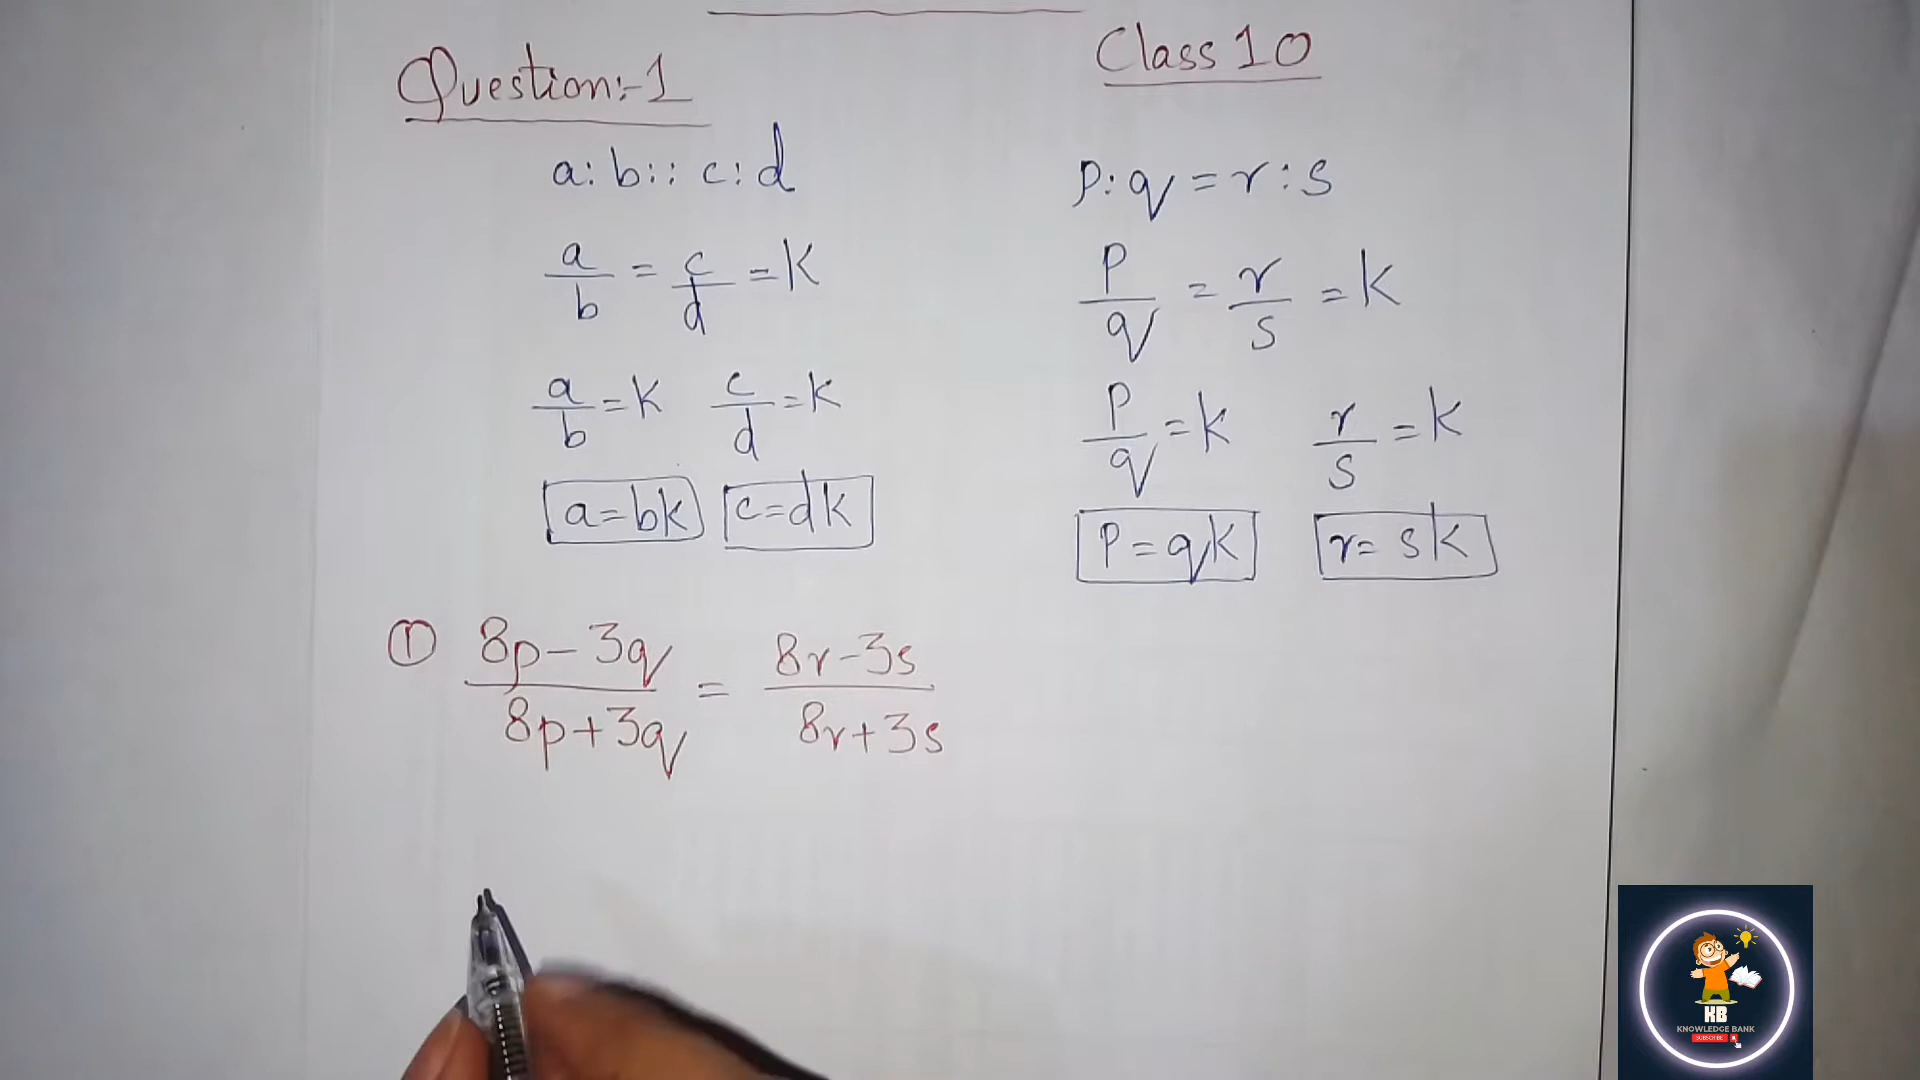 Question:-1
Class 10
a:b::c:d
a/b = c/d = K
a/b = K c/d = K
a=bK c=dK
p:q = r:s
P/q = r/s = K
P/q = K r/s = K
P = qK r = sK
① 8p-3q/8p+3q = 8r-3s/8r+3s
KB
KNOWLEDGE BANK
SUBSCRIBE